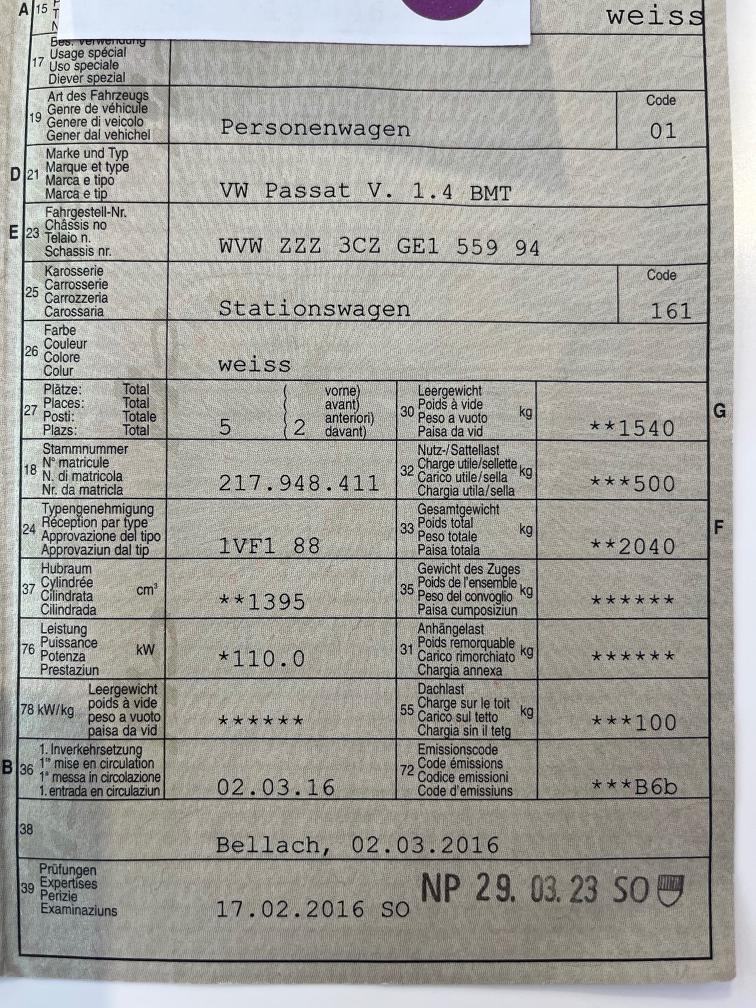 A 15
weiss
17 Bes. Verwendung
Usage spécial
Uso speciale
Diever spezial
19 Art des Fahrzeugs
Genre de véhicule
Genere di veicolo
Gener dal vehichel
Personenwagen
Code
01
D 21 Marke und Typ
Marque et type
Marca e tipo
Marca e tip
VW Passat V. 1.4 BMT
E 23 Fahrgestell-Nr.
Châssis no
Telaio n.
Schassis nr.
WVW ZZZ 3CZ GE1 559 94
25 Karosserie
Carrosserie
Carrozzeria
Carossaria
Stationswagen
Code
161
26 Farbe
Couleur
Colore
Colur
weiss
27 Plätze: Total
Places: Total
Posti: Totale
Plazs: Total
5 ( 2 vorne)
avant)
anteriori)
davant)
30 Leergewicht
Poids à vide
Peso a vuoto
Paisa da vid
kg
**1540
G
18 Stammnummer
N° matricule
N. di matricola
Nr. da matricla
217.948.411
32 Nutz-/Sattellast
Charge utile/sellette
Carico utile/sella
Chargia utila/sella
kg
***500
24 Typengenehmigung
Réception par type
Approvazione del tipo
Approvaziun dal tip
1VF1 88
33 Gesamtgewicht
Poids total
Peso totale
Paisa totala
kg
**2040
F
37 Hubraum
Cylindrée
Cilindrata
Cilindrada
cm³
**1395
35 Gewicht des Zuges
Poids de l'ensemble
Peso del convoglio
Paisa cumposiziun
kg
******
76 Leistung
Puissance
Potenza
Prestaziun
kW
*110.0
31 Anhängelast
Poids remorquable
Carico rimorchiato
Chargia annexa
kg
******
78 kW/kg Leergewicht
poids à vide
peso a vuoto
paisa da vid
******
55 Dachlast
Charge sur le toit
Carico sul tetto
Chargia sin il tetg
kg
***100
B 36 1. Inverkehrsetzung
1re mise en circulation
1a messa in circolazione
1. entrada en circulaziun
02.03.16
72 Emissionscode
Code émissions
Codice emissioni
Code d'emissiuns
***B6b
38
Bellach, 02.03.2016
39 Prüfungen
Expertises
Perizie
Examinaziuns
17.02.2016 SO
NP 29. 03. 23 SO